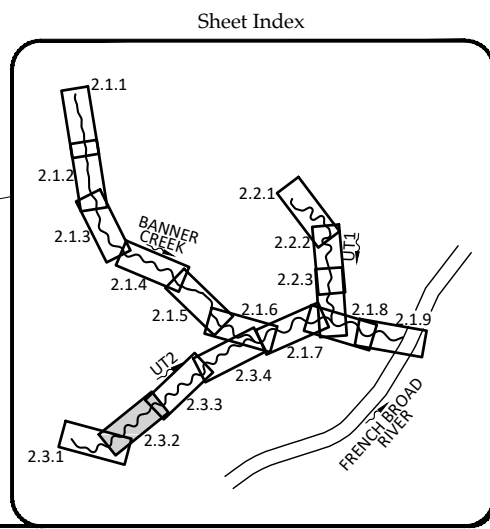 Sheet Index
2.1.1
2.1.2
2.1.3
BANNER
CREEK
2.1.4
2.1.5
2.1.6
2.2.1
2.2.2
UT1
2.2.3
2.1.7
2.1.8
2.1.9
UT2
2.3.4
2.3.3
2.3.2
2.3.1
FRENCH BROAD
RIVER